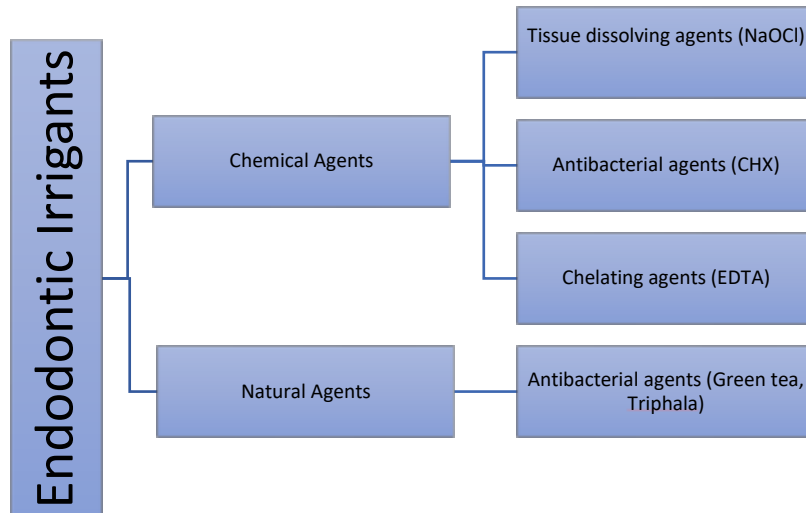 Endodontic Irrigants
Chemical Agents
Tissue dissolving agents (NaOCl)
Antibacterial agents (CHX)
Chelating agents (EDTA)
Natural Agents
Antibacterial agents (Green tea,
Triphala)